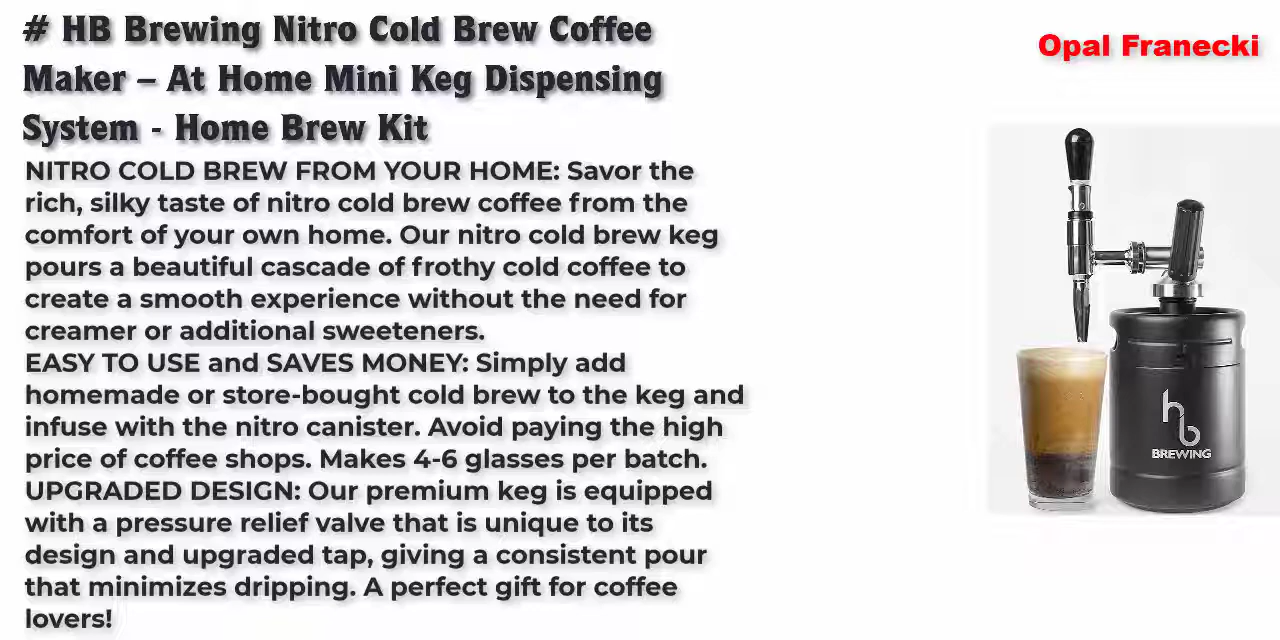 # HB Brewing Nitro Cold Brew Coffee
Maker – At Home Mini Keg Dispensing
System - Home Brew Kit
Opal Franecki
NITRO COLD BREW FROM YOUR HOME: Savor the
rich, silky taste of nitro cold brew coffee from the
comfort of your own home. Our nitro cold brew keg
pours a beautiful cascade of frothy cold coffee to
create a smooth experience without the need for
creamer or additional sweeteners.
EASY TO USE and SAVES MONEY: Simply add
homemade or store-bought cold brew to the keg and
infuse with the nitro canister. Avoid paying the high
price of coffee shops. Makes 4-6 glasses per batch.
UPGRADED DESIGN: Our premium keg is equipped
with a pressure relief valve that is unique to its
design and upgraded tap, giving a consistent pour
that minimizes dripping. A perfect gift for coffee
lovers!
hb
BREWING